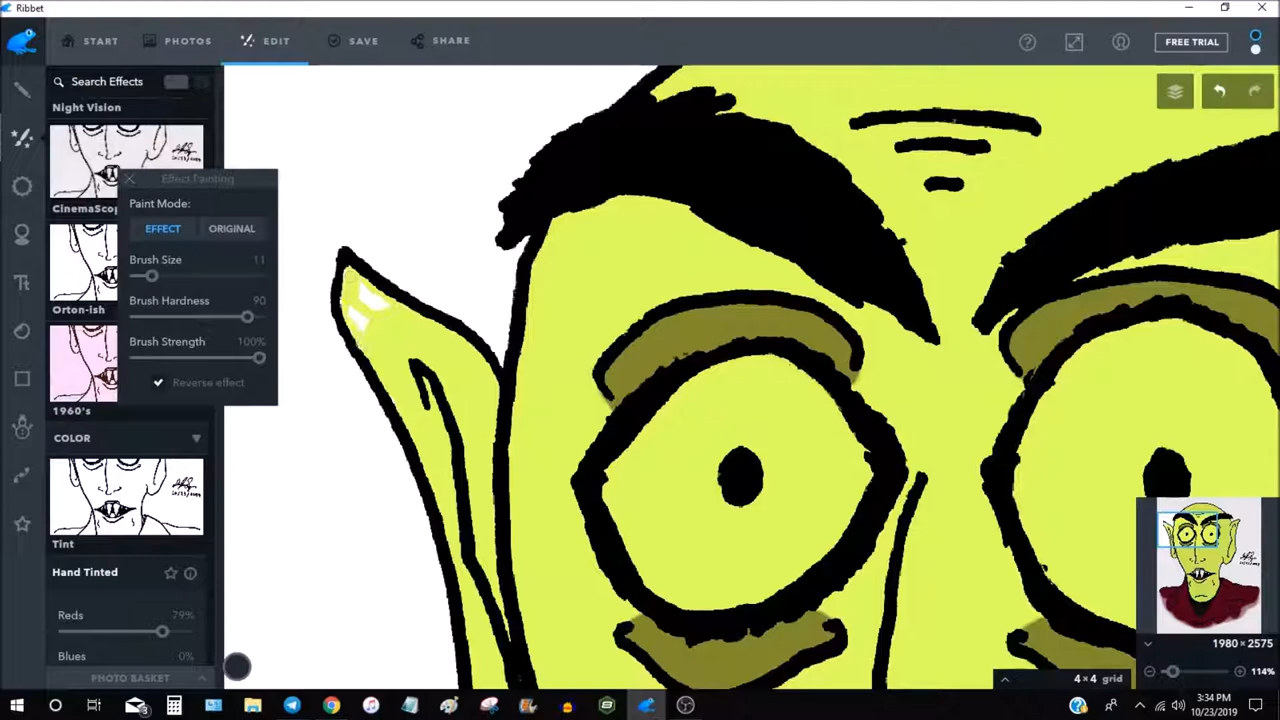 Ribbet
START
PHOTOS
EDIT
SAVE
SHARE
FREE TRIAL
Search Effects
Night Vision
Effect Painting
Paint Mode:
EFFECT
ORIGINAL
Brush Size 11
Brush Hardness 90
Brush Strength 100%
Reverse effect
CinemaScop
Orton-ish
1960's
COLOR
Tint
Hand Tinted
Reds 79%
Blues 0%
PHOTO BASKET
4×4 grid
1980×2575
114%
3:34 PM
10/23/2019